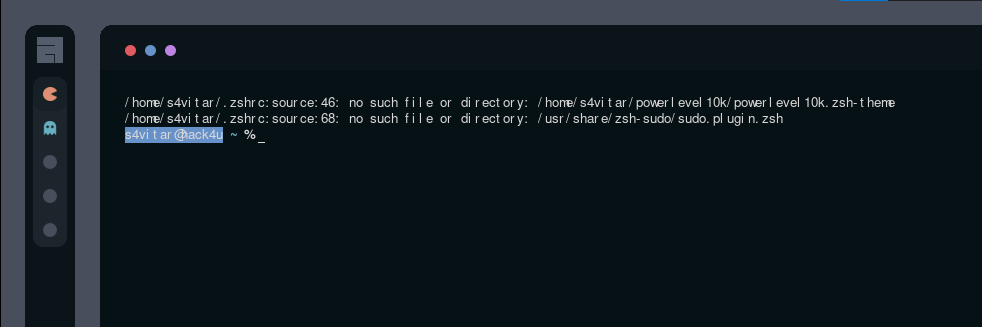 /home/s4vitar/.zshrc:source:46: no such file or directory: /home/s4vitar/powerlevel10k/powerlevel10k.zsh-theme
/home/s4vitar/.zshrc:source:68: no such file or directory: /usr/share/zsh-sudo/sudo.plugin.zsh
s4vitar@hack4u ~ %_